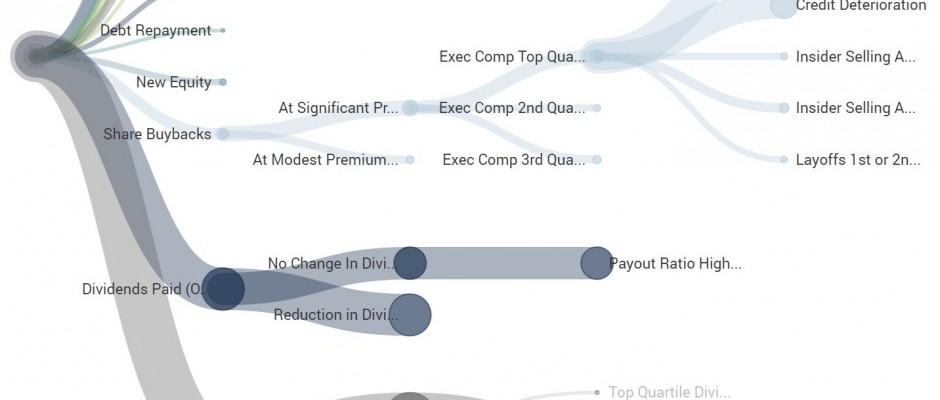 Credit Deterioration
Debt Repayment
Exec Comp Top Qua...
Insider Selling A...
New Equity
At Significant Pr...
Exec Comp 2nd Qua...
Insider Selling A...
Share Buybacks
At Modest Premium...
Exec Comp 3rd Qua...
Layoffs 1st or 2n...
No Change In Divi...
Payout Ratio High...
Dividends Paid (O...
Reduction in Divi...
Top Quartile Divi...